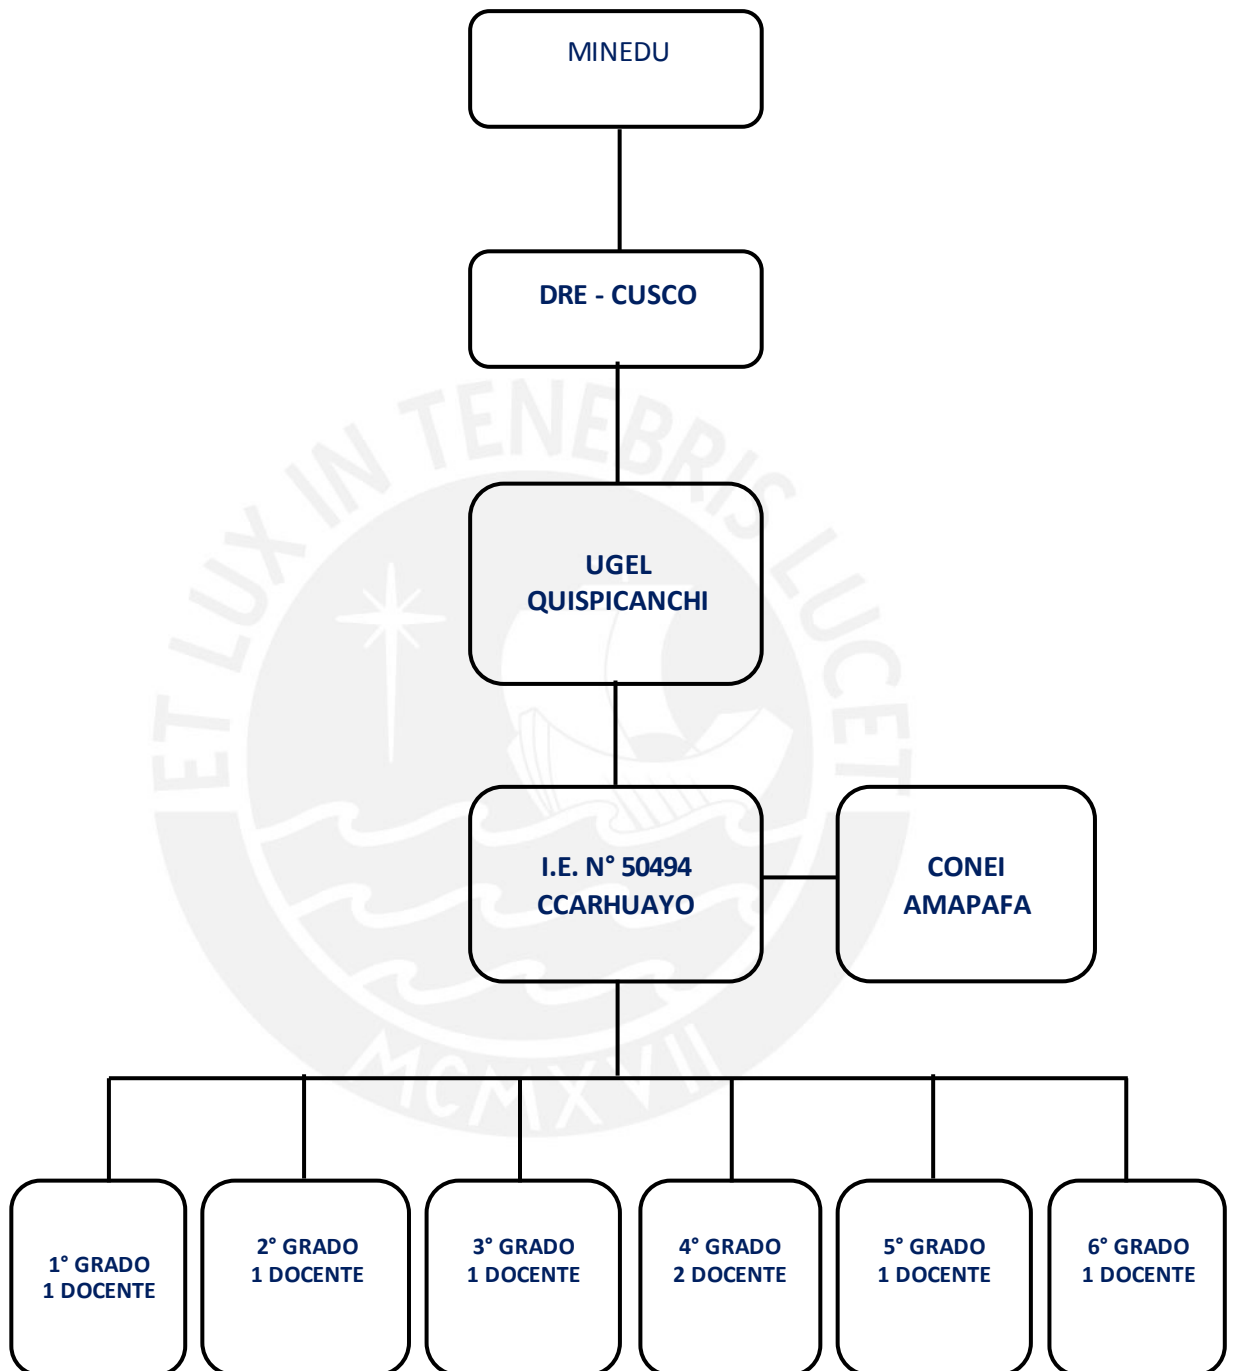 MINEDU
DRE - CUSCO
UGEL
QUISPICANCHI
I.E. N° 50494
CCARHUAYO
CONEI
AMAPAFA
1° GRADO
1 DOCENTE
2° GRADO
1 DOCENTE
3° GRADO
1 DOCENTE
4° GRADO
2 DOCENTE
5° GRADO
1 DOCENTE
6° GRADO
1 DOCENTE
ET LUX IN TENEBRIS LUCET
MCMXVII